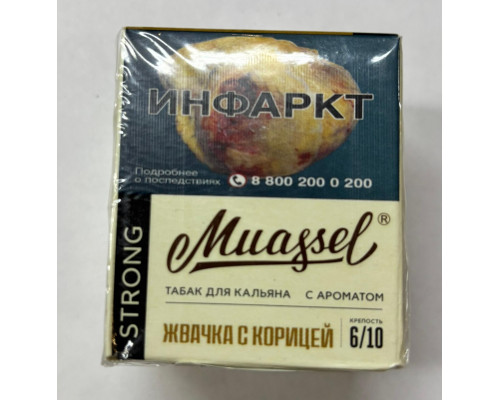 ИНФАРКТ
Подробнее
о последствиях 8 800 200 0 200
STRONG
Muassel®
ТАБАК ДЛЯ КАЛЬЯНА С АРОМАТОМ
ЖВАЧКА С КОРИЦЕЙ
КРЕПОСТЬ
6/10